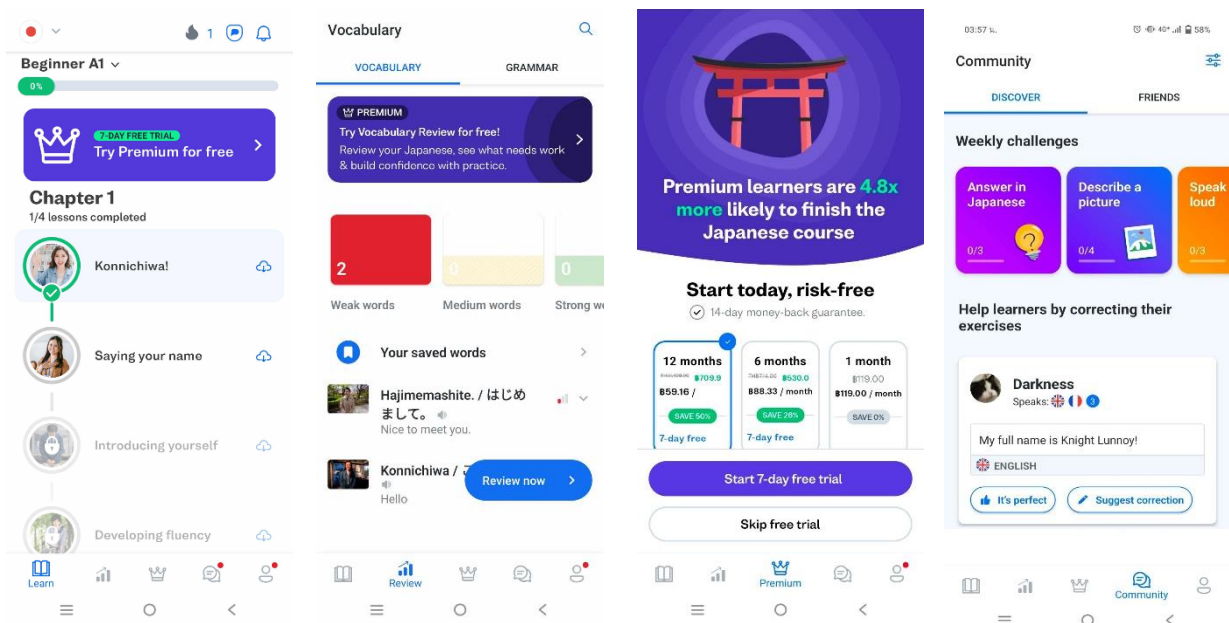 1
Beginner A1
0%
7-DAY FREE TRIAL
Try Premium for free
Chapter 1
1/4 lessons completed
Konnichiwa!
Saying your name
Introducing yourself
Developing fluency
Learn
Vocabulary
VOCABULARY
GRAMMAR
PREMIUM
Try Vocabulary Review for free!
Review your Japanese, see what needs work
& build confidence with practice.
2
0
0
Weak words
Medium words
Strong we
Your saved words
Hajimemashite. / はじめ
まして。
Nice to meet you.
Konnichiwa /
Hello
Review now
Review
Premium learners are 4.8x
more likely to finish the
Japanese course
Start today, risk-free
14-day money-back guarantee.
12 months
฿709.9
฿59.16 /
SAVE 50%
7-day free
6 months
฿530.0
฿88.33 / month
SAVE 26%
7-day free
1 month
฿119.00
฿119.00 / month
SAVE 0%
Start 7-day free trial
Skip free trial
Premium
03:57 น.
58%
Community
DISCOVER
FRIENDS
Weekly challenges
Answer in
Japanese
0/3
Describe a
picture
0/4
Speak
loud
0/3
Help learners by correcting their
exercises
Darkness
Speaks:
3
My full name is Knight Lunnoy!
ENGLISH
It's perfect
Suggest correction
Community